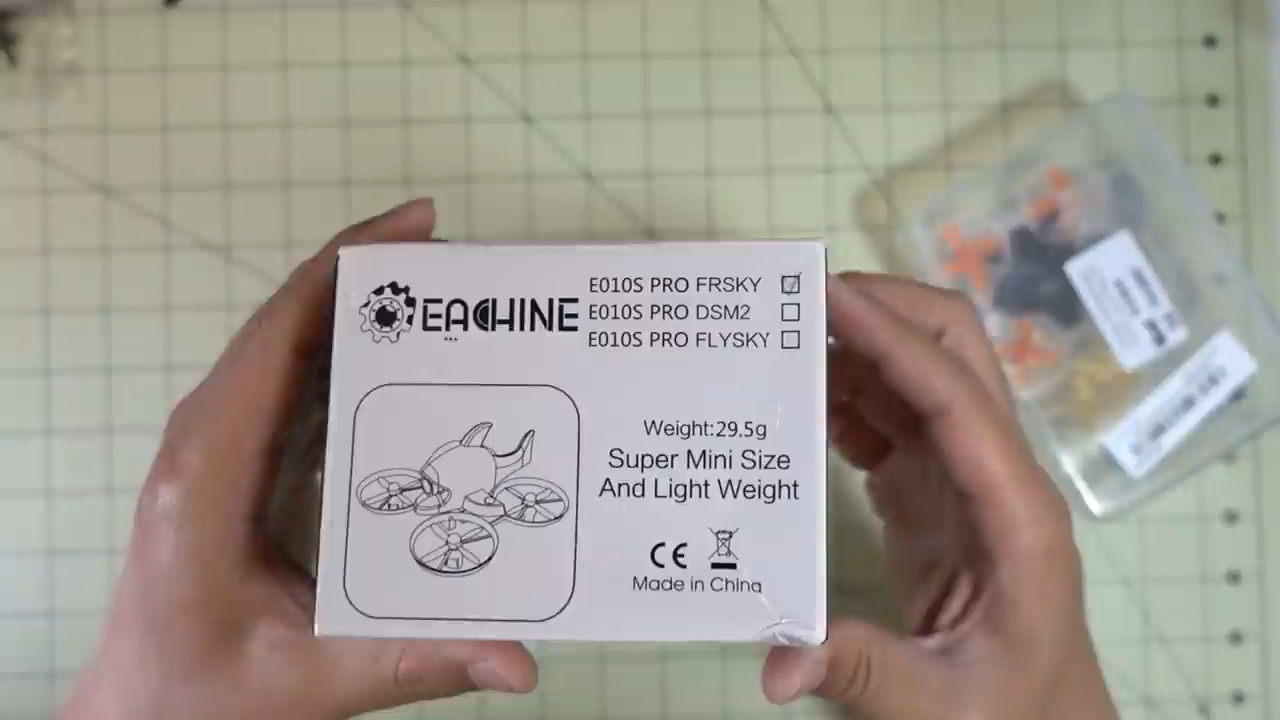 EACHINE
E010S PRO FRSKY
E010S PRO DSM2
E010S PRO FLYSKY
Weight:29.5g
Super Mini Size
And Light Weight
CE
Made in China